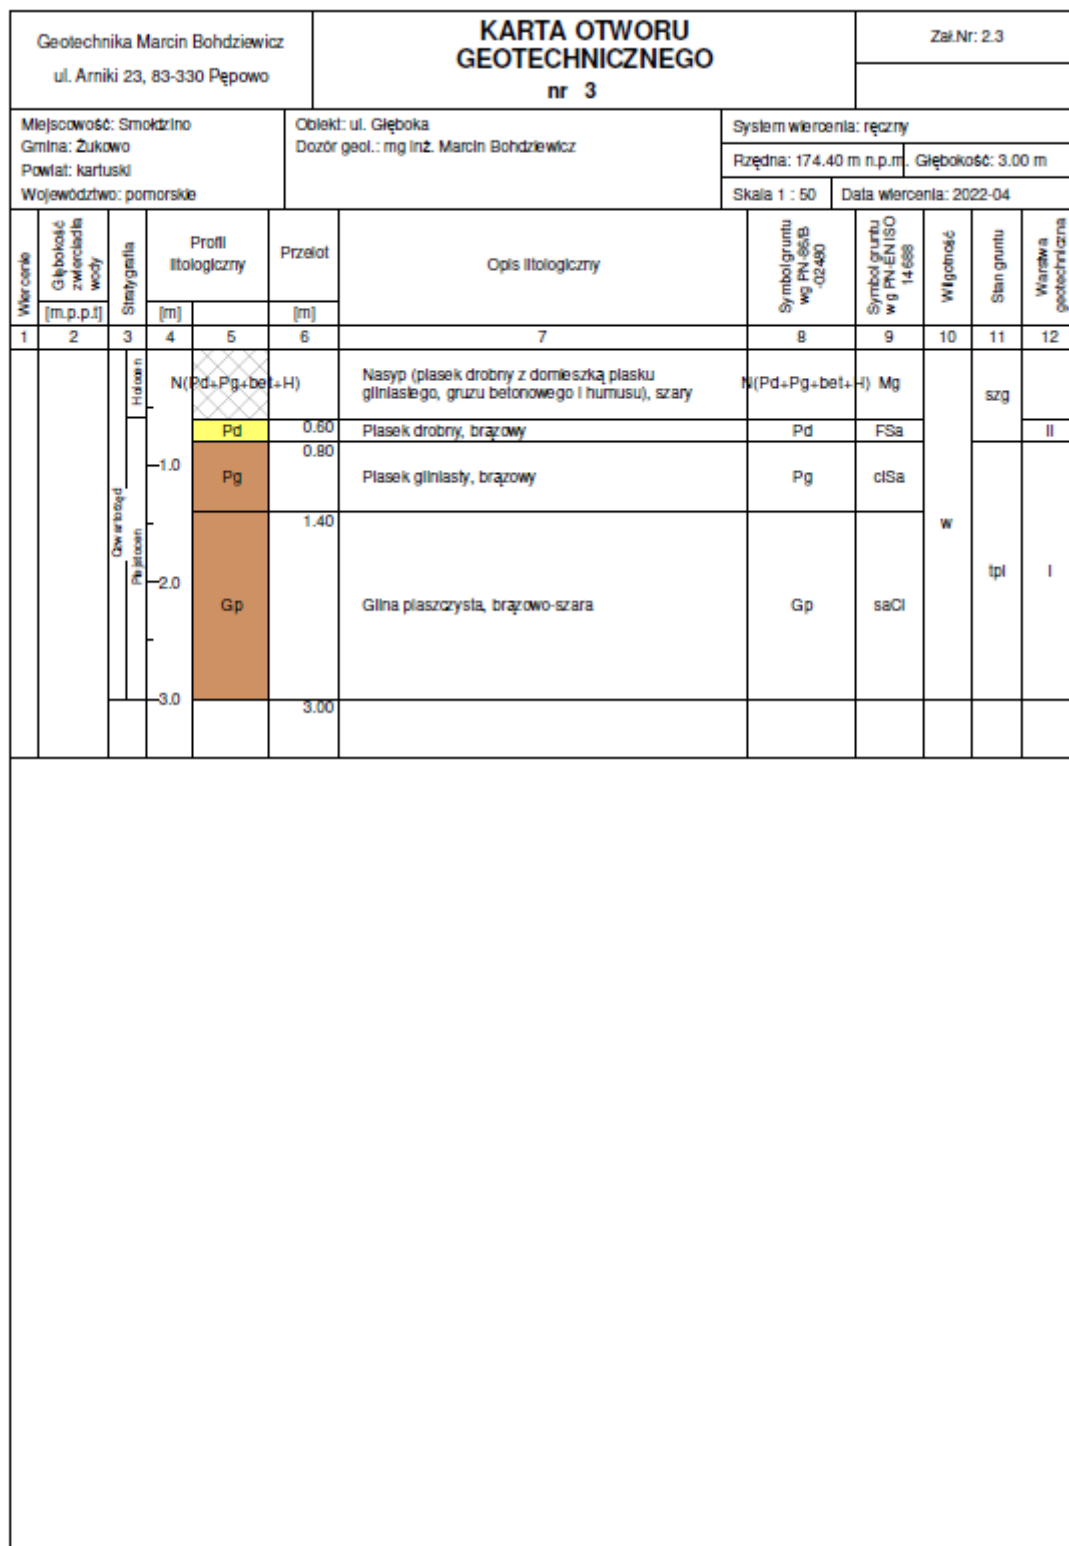 Geotechnika Marcin Bohdziewicz
ul. Arniki 23, 83-330 Pępowo
KARTA OTWORU
GEOTECHNICZNEGO
nr 3
Zał.Nr: 2.3
Miejscowość: Smołdzino
Gmina: Żukowo
Powiat: kartuski
Województwo: pomorskie
Obiekt: ul. Głęboka
Dozór geol.: mg inż. Marcin Bohdziewicz
System wiercenia: ręczny
Rzędna: 174.40 m n.p.m.
Głębokość: 3.00 m
Skala 1 : 50
Data wiercenia: 2022-04
Wiercenie
Głębokość
zwierciadła
wody
[m.p.p.t]
Stratygrafia
Profil
litologiczny
[m]
Przelot
[m]
Opis litologiczny
Symbol gruntu
wg PN-86/B
-02480
Symbol gruntu
wg PN-EN ISO
14688
Wilgotność
Stan gruntu
Warstwa
geotechniczna
1 2 3 4 5 6 7 8 9 10 11 12
Holocen
N(Pd+Pg+bet+H)
Nasyp (piasek drobny z domieszką piasku
gliniastego, gruzu betonowego i humusu), szary
N(Pd+Pg+bet+H)
Mg
szg
Pd
0.60
Piasek drobny, brązowy
Pd
FSa
II
0.80
1.0
Pg
Piasek gliniasty, brązowy
Pg
clSa
Czwartorzęd
Plejstocen
1.40
w
2.0
tpl
I
Gp
Glina piaszczysta, brązowo-szara
Gp
saCl
3.0
3.00